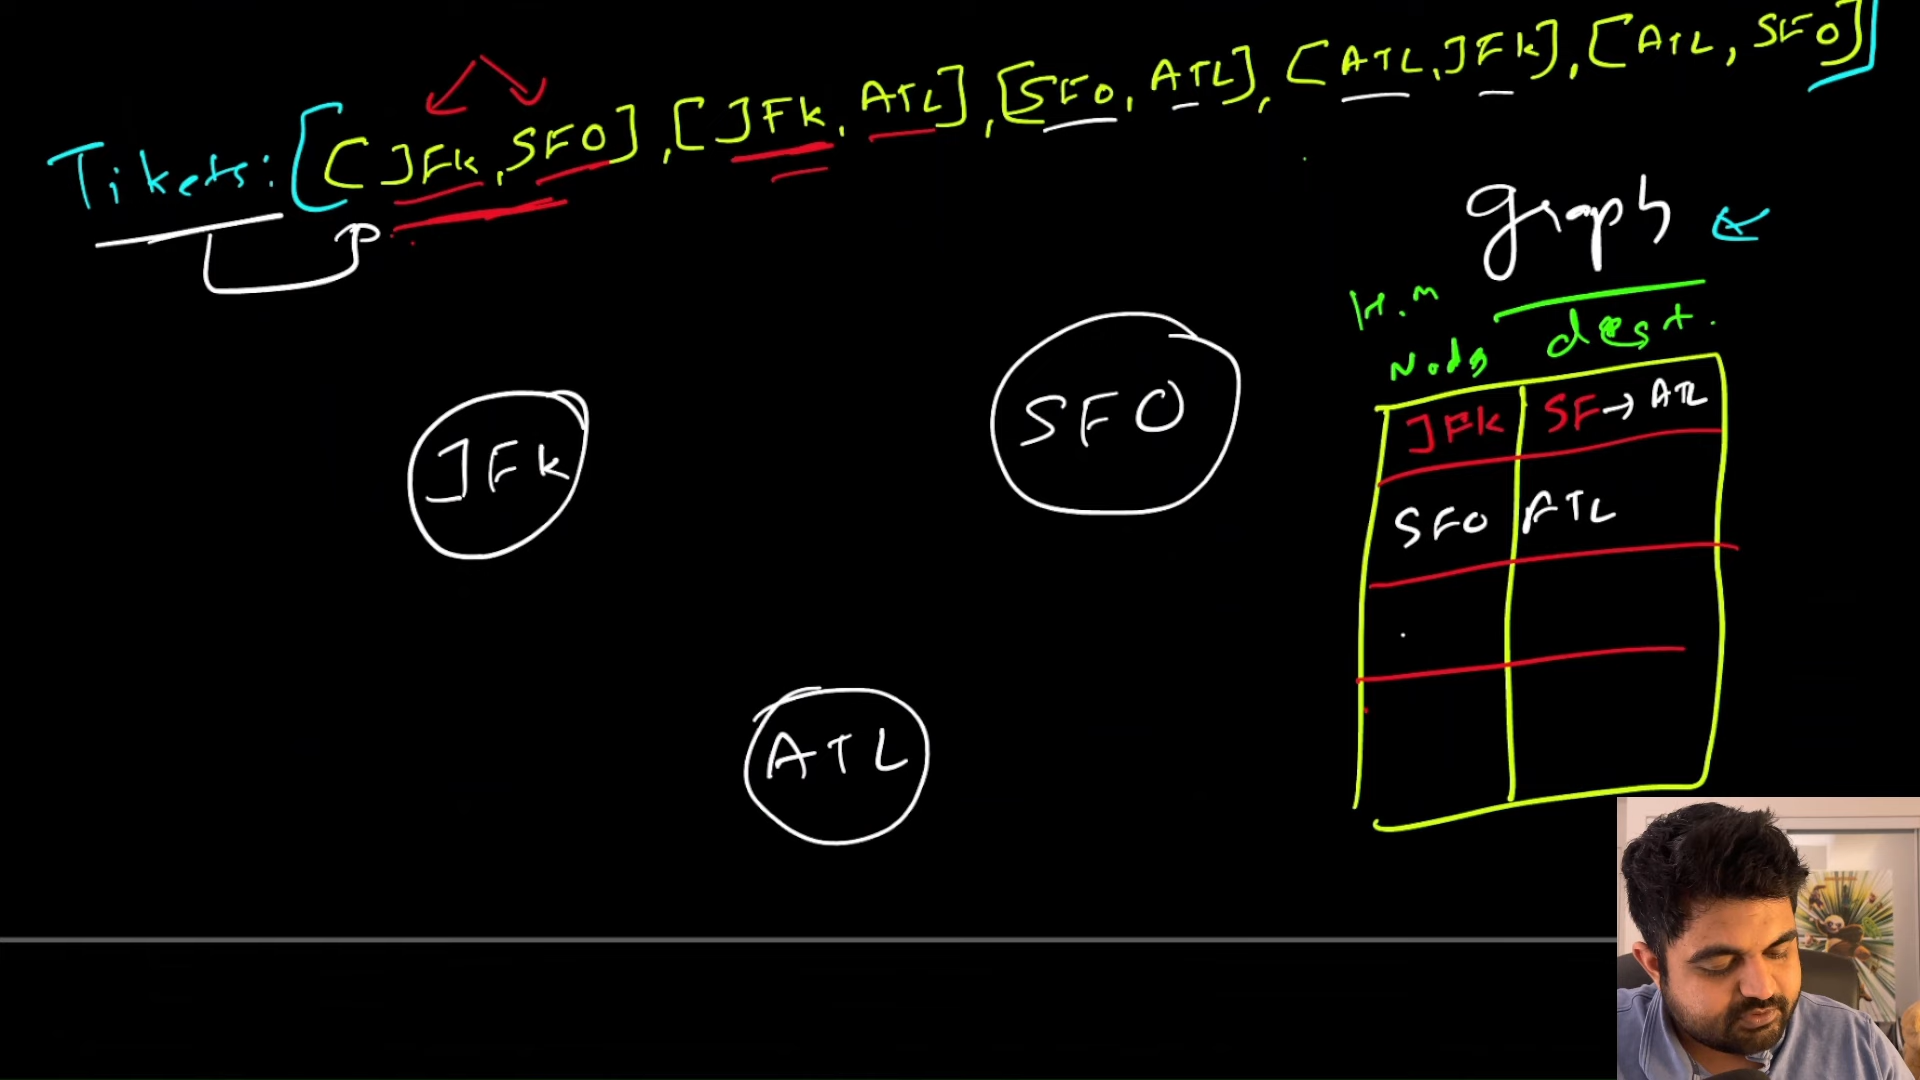 Tikets: [[JFk, SFO], [JFk, ATL], [SFO, ATL], [ATL, JFk], [ATL, SFO]]
graph
H.m
Nods dest.
JFk SF→ATL
SFO ATL
JFk
SFO
ATL